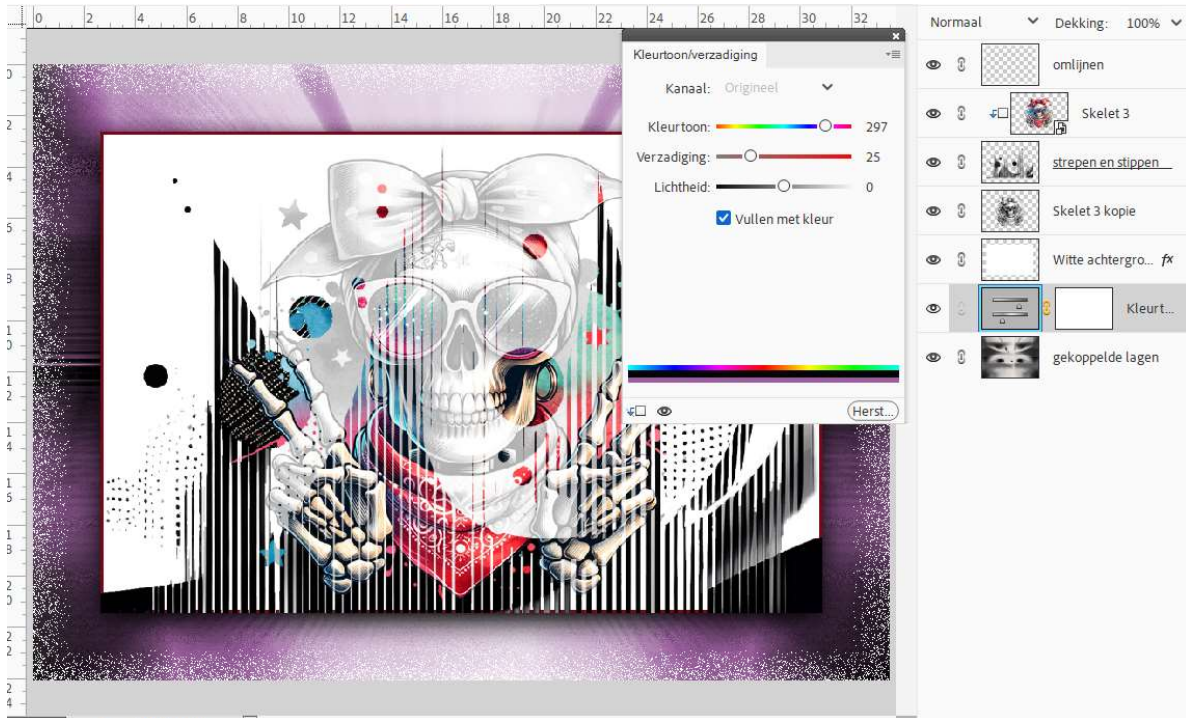 0 2 4 6 8 10 12 14 16 18 20 22 24 26 28 30 32
Normaal Dekking: 100%
Kleurtoon/verzadiging
omlijnen
Kanaal: Origineel
Skelet 3
Kleurtoon: 297
Verzadiging: 25
strepen en stippen
Lichtheid: 0
Vullen met kleur
Skelet 3 kopie
Witte achtergro... fx
Kleurt...
gekoppelde lagen
Herst...